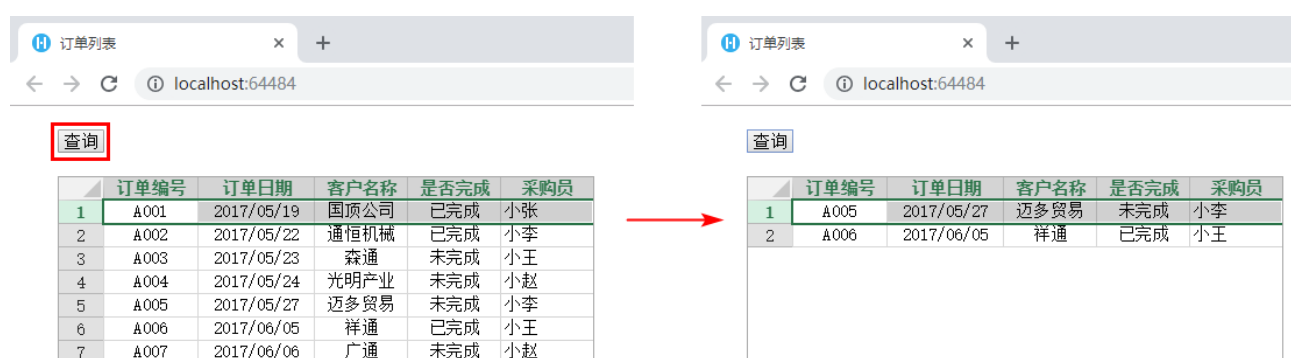 订单列表
localhost:64484
查询
订单编号 订单日期 客户名称 是否完成 采购员
1 A001 2017/05/19 国顶公司 已完成 小张
2 A002 2017/05/22 通恒机械 已完成 小李
3 A003 2017/05/23 森通 未完成 小王
4 A004 2017/05/24 光明产业 未完成 小赵
5 A005 2017/05/27 迈多贸易 未完成 小李
6 A006 2017/06/05 祥通 已完成 小王
7 A007 2017/06/06 广通 未完成 小赵
订单列表
localhost:64484
查询
订单编号 订单日期 客户名称 是否完成 采购员
1 A005 2017/05/27 迈多贸易 未完成 小李
2 A006 2017/06/05 祥通 已完成 小王